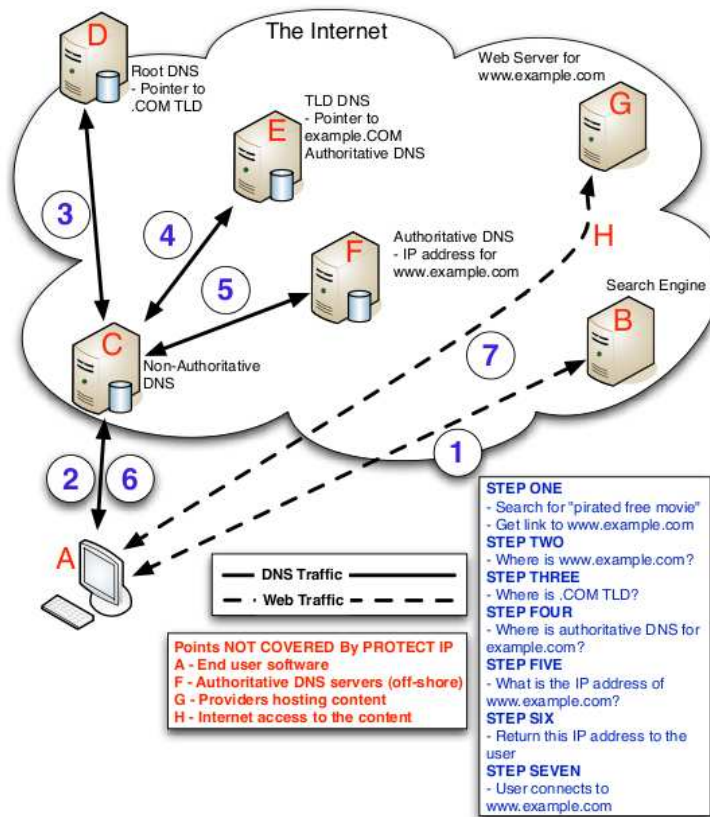 The Internet
D
Root DNS
- Pointer to
.COM TLD
E
TLD DNS
- Pointer to
example.COM
Authoritative DNS
Web Server for
www.example.com
G
3
4
5
F
Authoritative DNS
- IP address for
www.example.com
H
Search Engine
B
C
Non-Authoritative
DNS
7
1
2
6
A
DNS Traffic
Web Traffic
Points NOT COVERED By PROTECT IP
A - End user software
F - Authoritative DNS servers (off-shore)
G - Providers hosting content
H - Internet access to the content
STEP ONE
- Search for "pirated free movie"
- Get link to www.example.com
STEP TWO
- Where is www.example.com?
STEP THREE
- Where is .COM TLD?
STEP FOUR
- Where is authoritative DNS for
example.com?
STEP FIVE
- What is the IP address of
www.example.com?
STEP SIX
- Return this IP address to the
user
STEP SEVEN
- User connects to
www.example.com